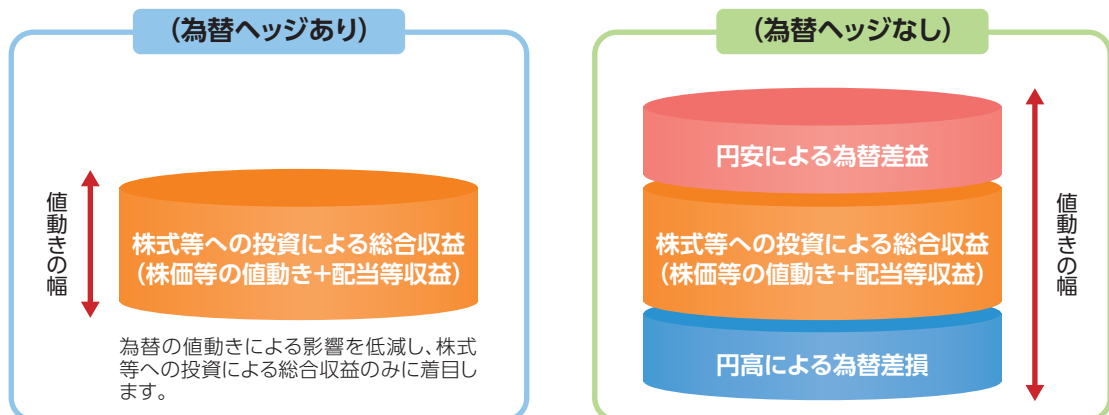 (為替ヘッジあり)
値動きの幅
株式等への投資による総合収益
(株価等の値動き+配当等収益)
為替の値動きによる影響を低減し、株式
等への投資による総合収益のみに着目し
ます。
(為替ヘッジなし)
円安による為替差益
株式等への投資による総合収益
(株価等の値動き+配当等収益)
円高による為替差損
値動きの幅